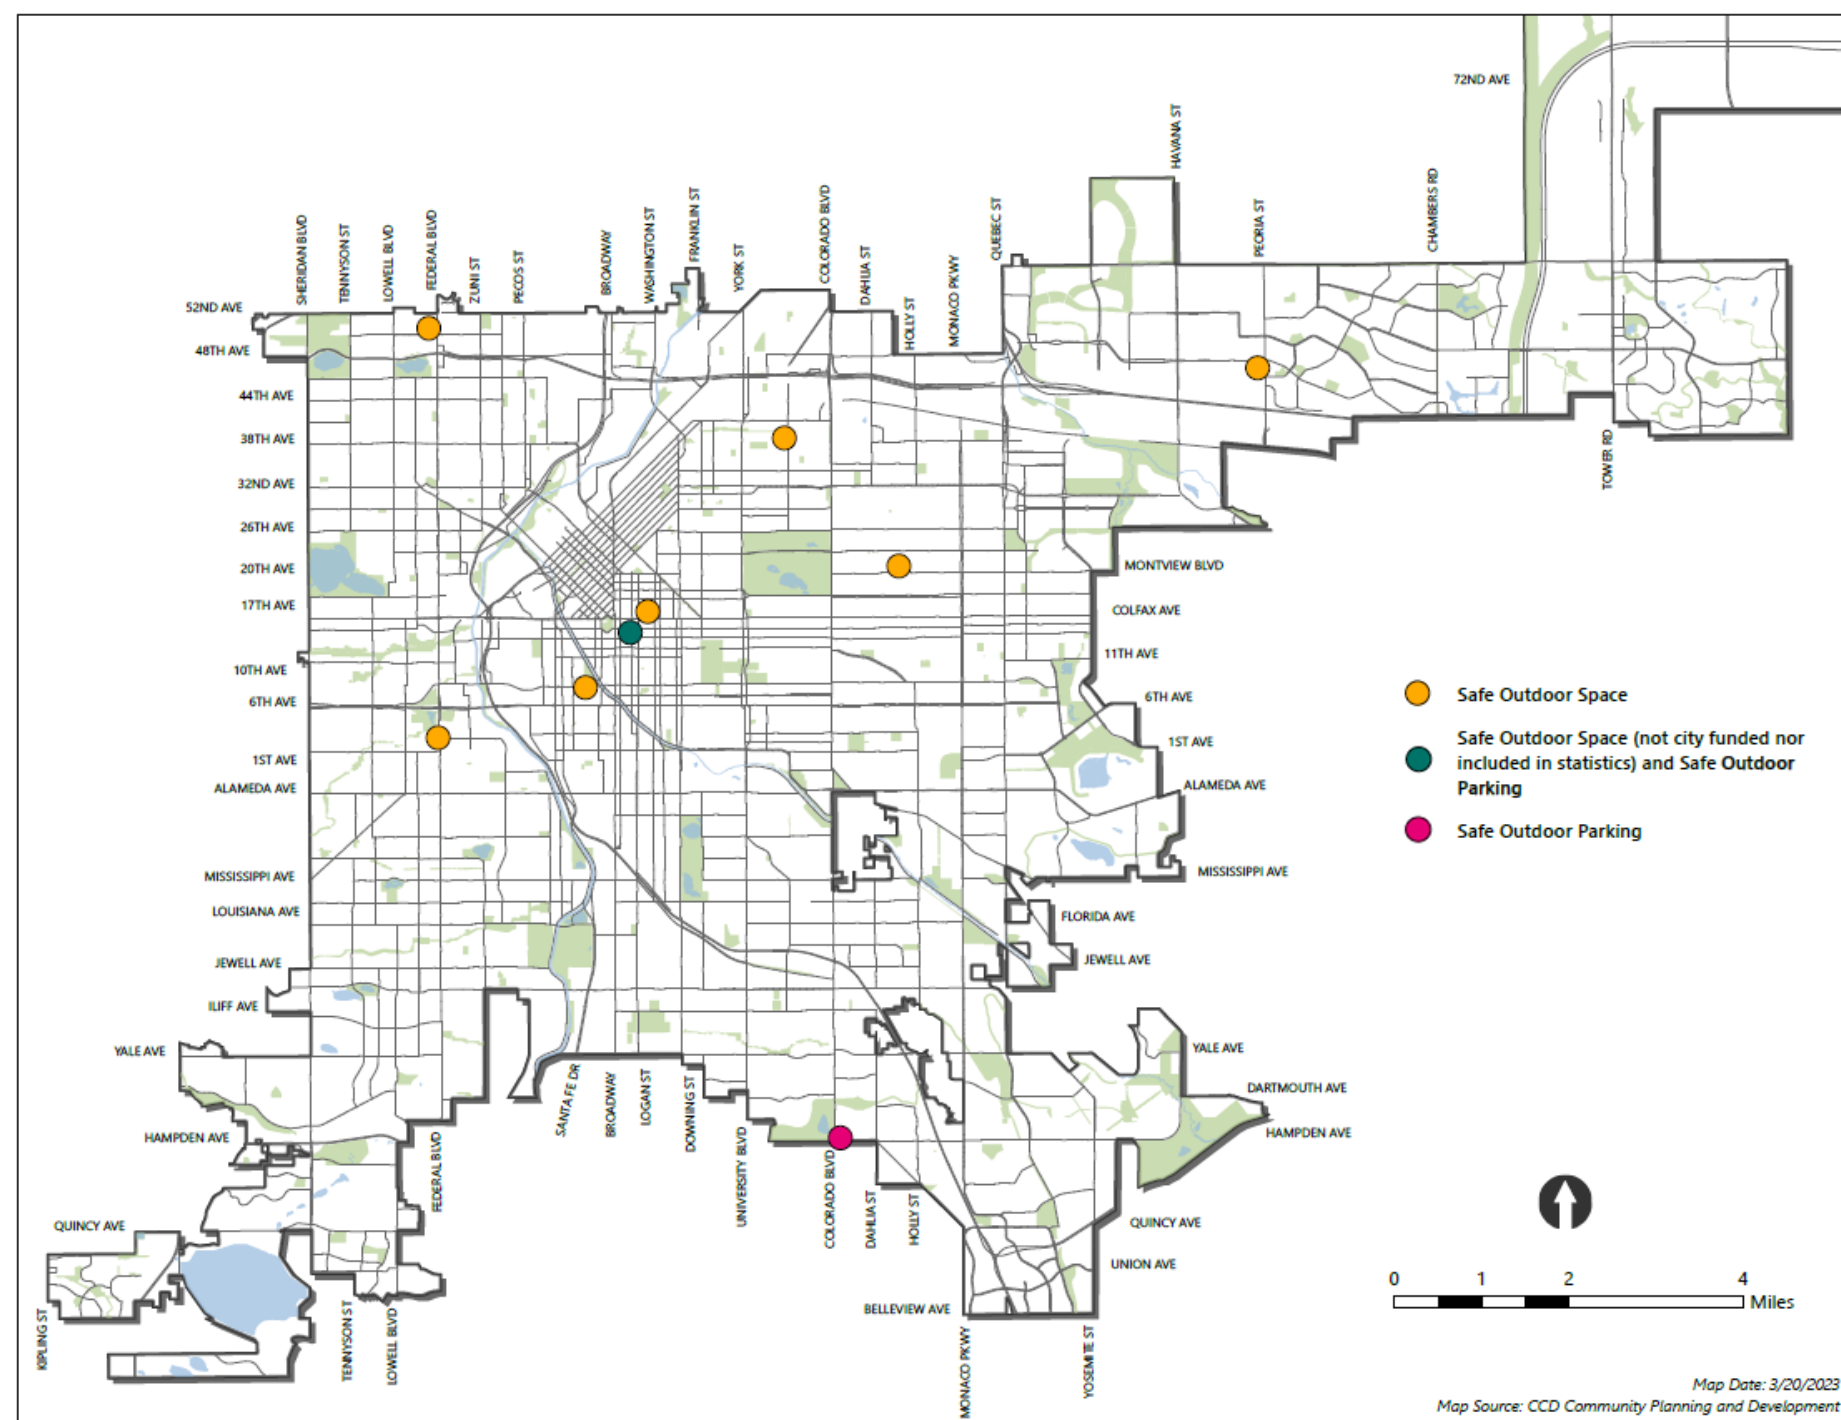 72ND AVE
HAVANA ST
CHAMBERS RD
PEORIA ST
QUEBEC ST
MONACO PKWY
HOLLY ST
DAHLIA ST
COLORADO BLVD
YORK ST
FRANKLIN ST
WASHINGTON ST
BROADWAY
PECOS ST
ZUNI ST
FEDERAL BLVD
LOWELL BLVD
TENNYSON ST
SHERIDAN BLVD
52ND AVE
48TH AVE
44TH AVE
38TH AVE
32ND AVE
26TH AVE
20TH AVE
17TH AVE
10TH AVE
6TH AVE
1ST AVE
ALAMEDA AVE
MISSISSIPPI AVE
LOUISIANA AVE
JEWELL AVE
ILIFF AVE
YALE AVE
HAMPDEN AVE
QUINCY AVE
KIPLING ST
TENNYSON ST
LOWELL BLVD
FEDERAL BLVD
SANTA FE DR
BROADWAY
LOGAN ST
DOWNING ST
UNIVERSITY BLVD
COLORADO BLVD
DAHLIA ST
HOLLY ST
BELLEVIEW AVE
MONACO PKWY
YOSEMITE ST
UNION AVE
QUINCY AVE
HAMPDEN AVE
DARTMOUTH AVE
YALE AVE
JEWELL AVE
FLORIDA AVE
MISSISSIPPI AVE
ALAMEDA AVE
1ST AVE
6TH AVE
11TH AVE
COLFAX AVE
MONTVIEW BLVD
TOWER RD
Safe Outdoor Space
Safe Outdoor Space (not city funded nor
included in statistics) and Safe Outdoor
Parking
Safe Outdoor Parking
0 1 2 4
Miles
Map Date: 3/20/2023
Map Source: CCD Community Planning and Development